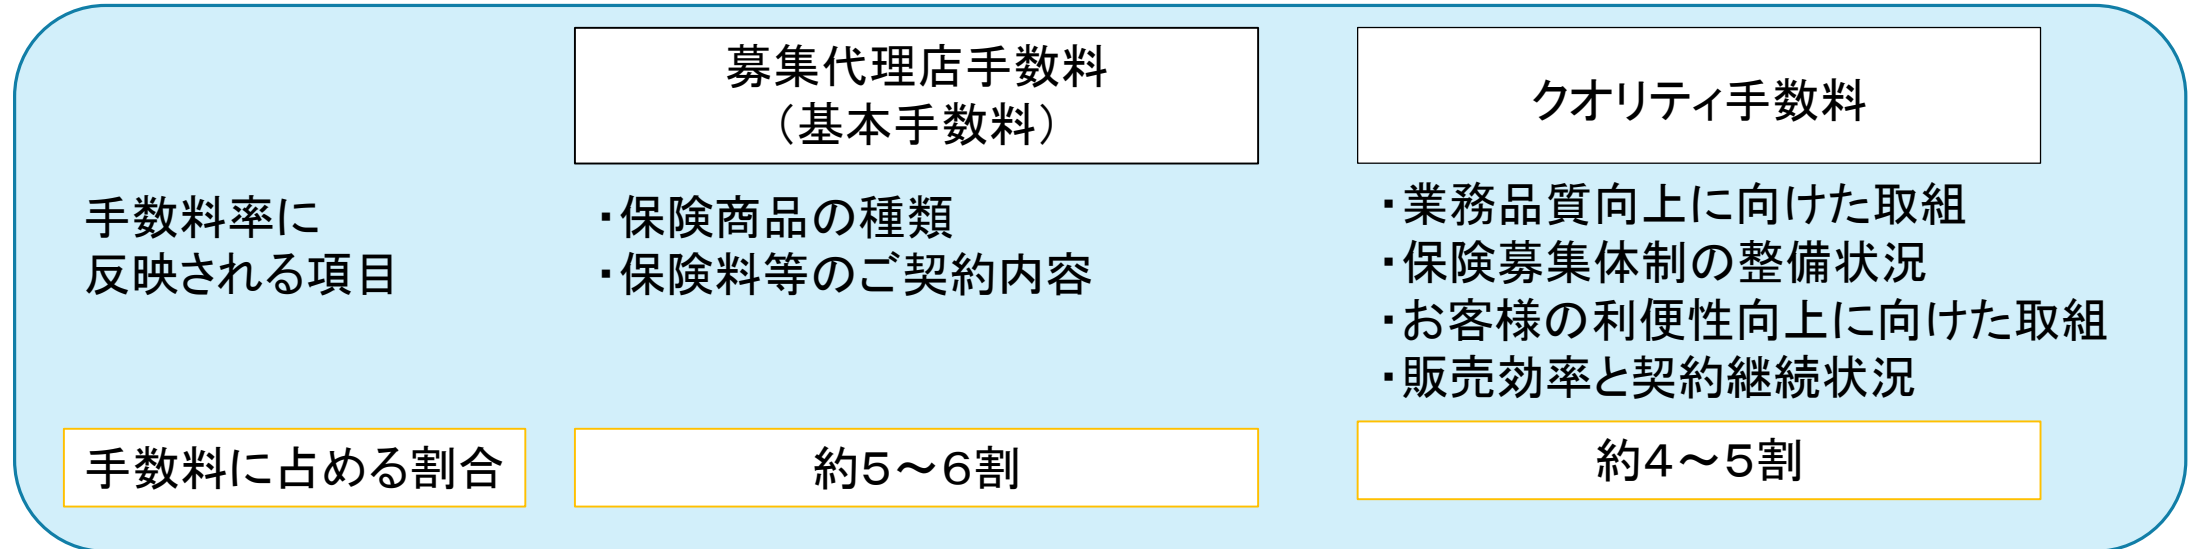 募集代理店手数料
（基本手数料）
クオリティ手数料
手数料率に
反映される項目
・保険商品の種類
・保険料等のご契約内容
・業務品質向上に向けた取組
・保険募集体制の整備状況
・お客様の利便性向上に向けた取組
・販売効率と契約継続状況
手数料に占める割合
約５～６割
約４～５割